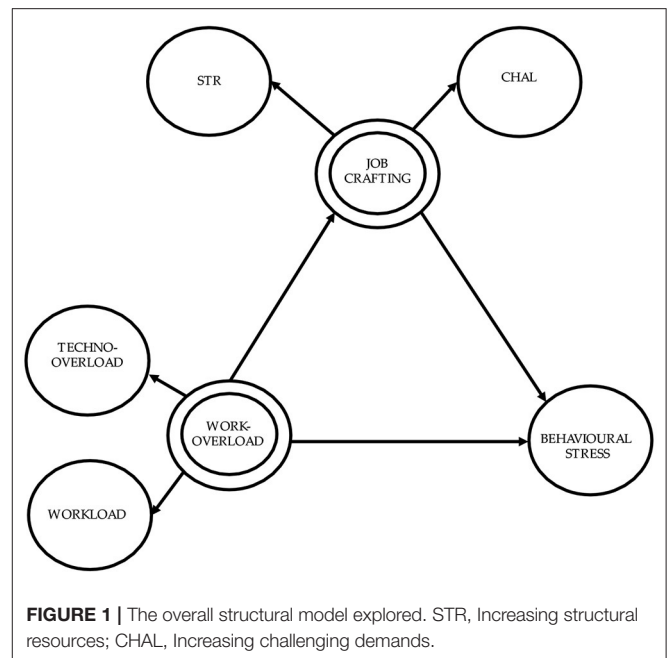 STR
CHAL
JOB
CRAFTING
TECHNO-
OVERLOAD
WORK-
OVERLOAD
BEHAVIOURAL
STRESS
WORKLOAD
FIGURE 1 | The overall structural model explored. STR, Increasing structural
resources; CHAL, Increasing challenging demands.